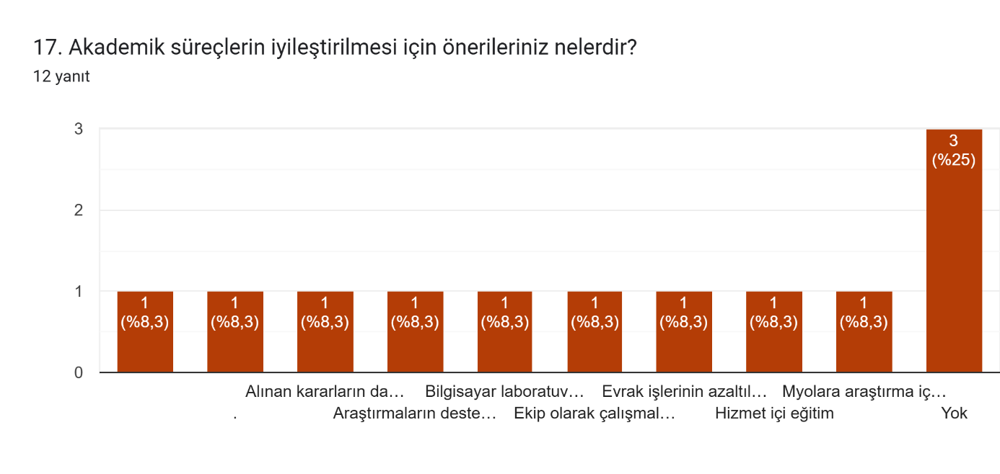 17. Akademik süreçlerin iyileştirilmesi için önerileriniz nelerdir?
12 yanıt
3
2
1
0
1
(%8,3)
1
(%8,3)
1
(%8,3)
1
(%8,3)
1
(%8,3)
1
(%8,3)
1
(%8,3)
1
(%8,3)
1
(%8,3)
3
(%25)
.
Alınan kararların da…
Araştırmaların deste…
Bilgisayar laboratuv…
Ekip olarak çalışmal…
Evrak işlerinin azaltıl…
Hizmet içi eğitim
Myolara araştırma iç…
Yok